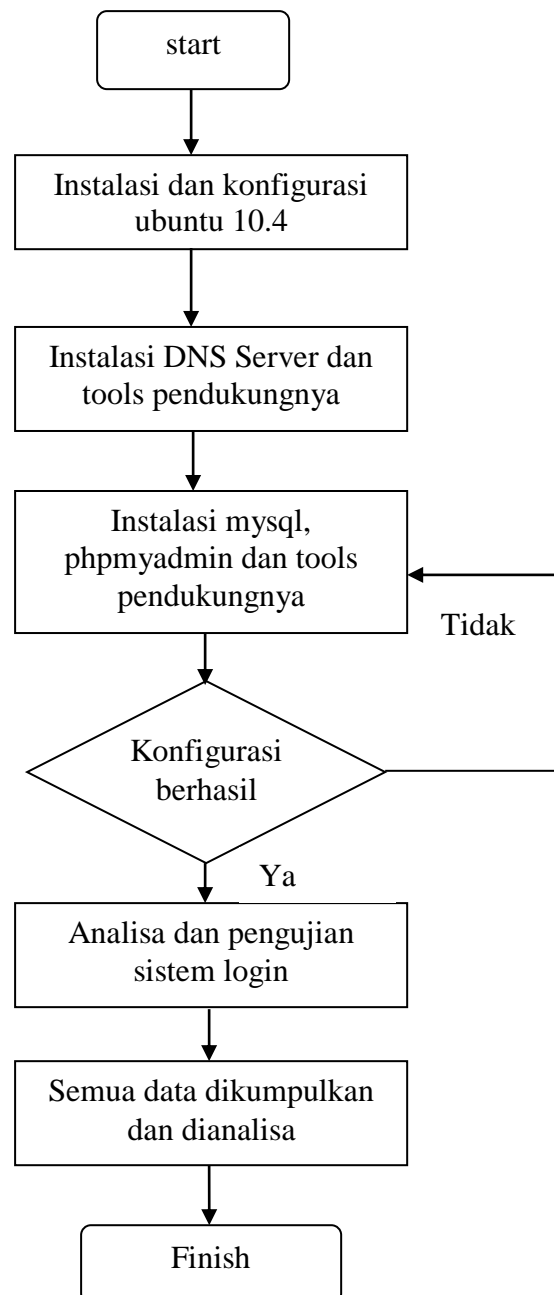 start
Instalasi dan konfigurasi
ubuntu 10.4
Instalasi DNS Server dan
tools pendukungnya
Instalasi mysql,
phpmyadmin dan tools
pendukungnya
Tidak
Konfigurasi
berhasil
Ya
Analisa dan pengujian
sistem login
Semua data dikumpulkan
dan dianalisa
Finish